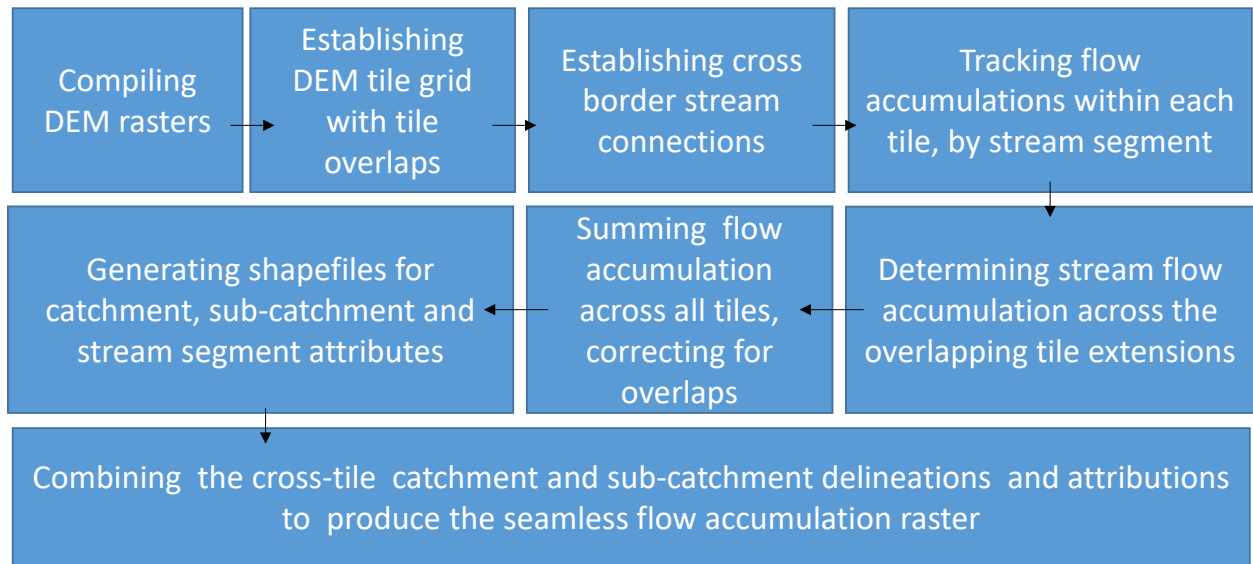 Compiling
DEM rasters
Establishing
DEM tile grid
with tile
overlaps
Establishing cross
border stream
connections
Tracking flow
accumulations within each
tile, by stream segment
Determining stream flow
accumulation across the
overlapping tile extensions
Summing  flow
accumulation
across all tiles,
correcting for
overlaps
Generating shapefiles for
catchment, sub-catchment and
stream segment attributes
Combining  the cross-tile  catchment and sub-catchment delineations  and attributions
to  produce the seamless flow accumulation raster